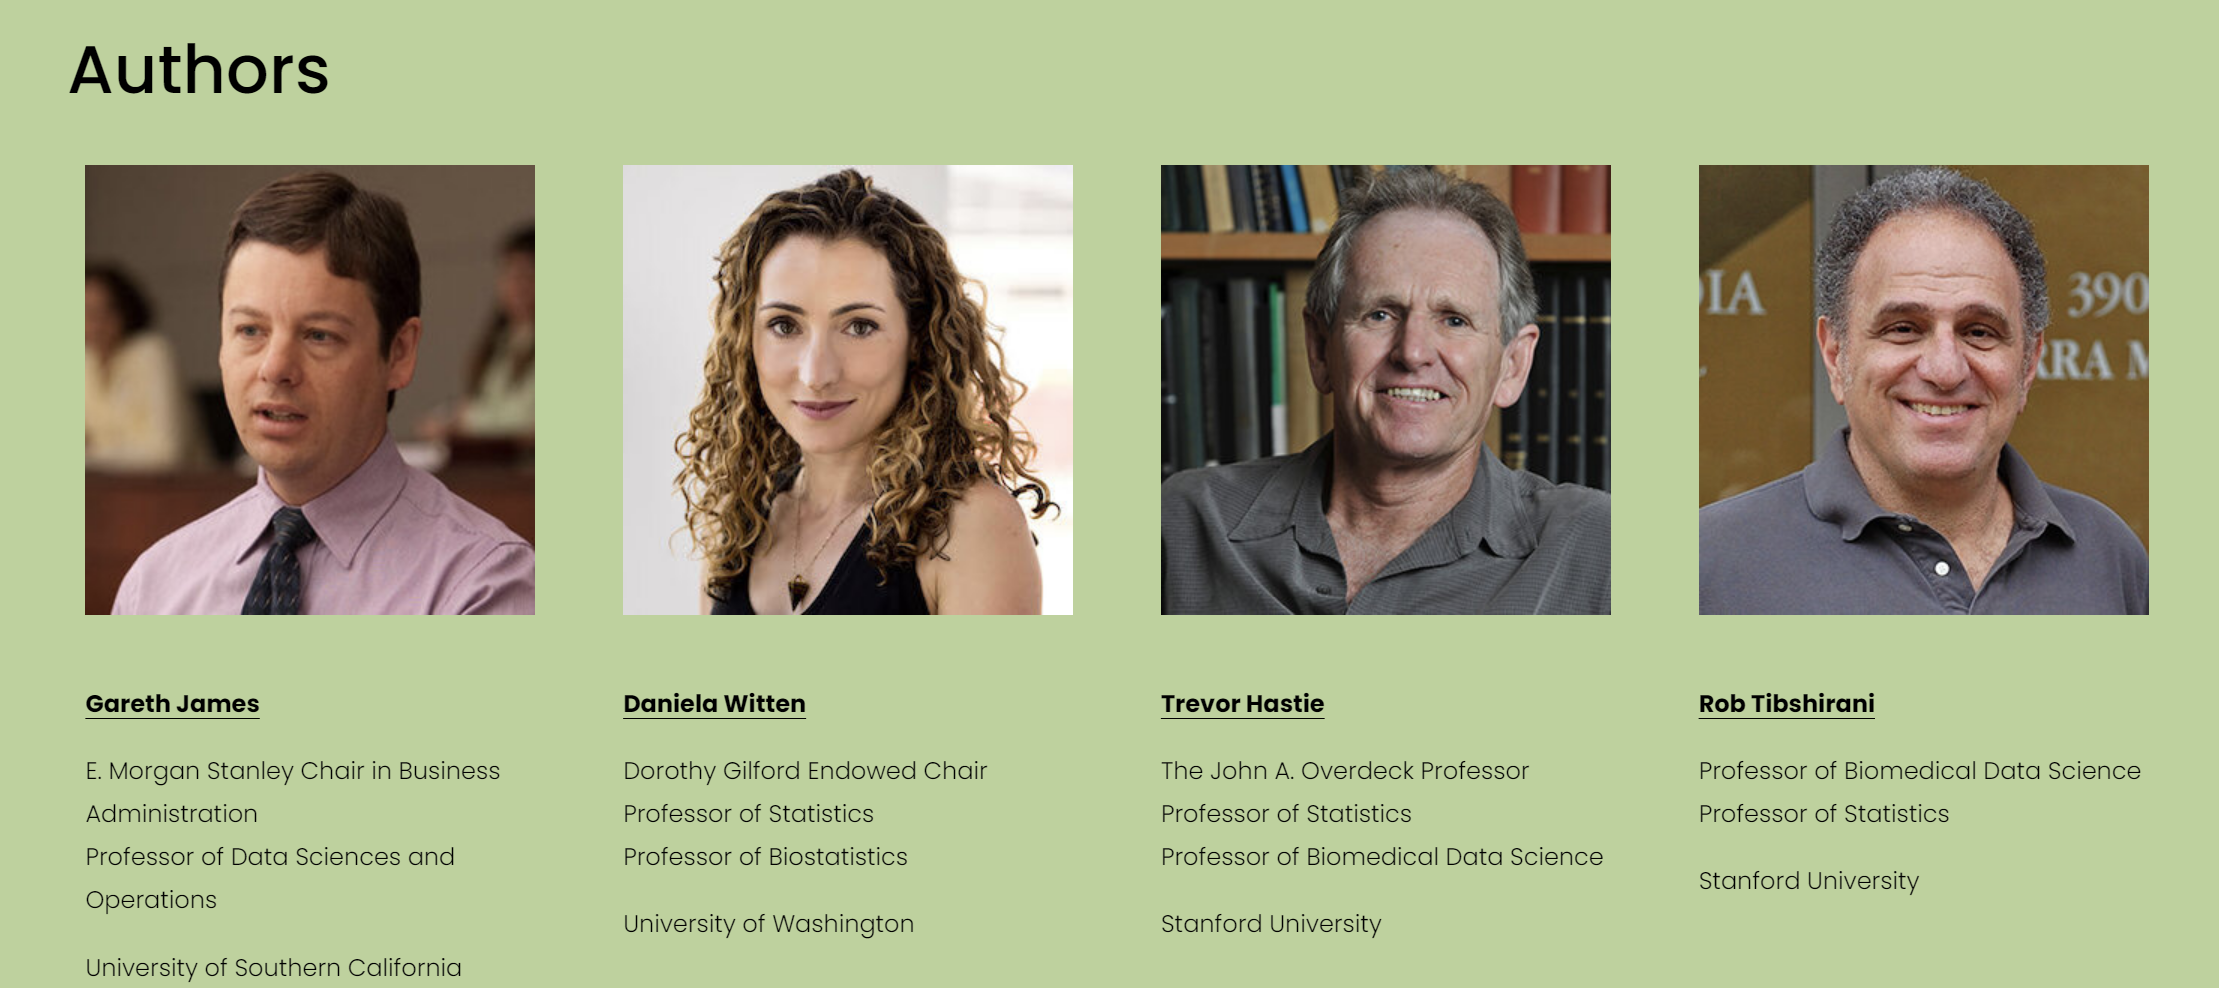 Authors
IA
390
RRA M
Gareth James
E. Morgan Stanley Chair in Business
Administration
Professor of Data Sciences and
Operations
University of Southern California
Daniela Witten
Dorothy Gilford Endowed Chair
Professor of Statistics
Professor of Biostatistics
University of Washington
Trevor Hastie
The John A. Overdeck Professor
Professor of Statistics
Professor of Biomedical Data Science
Stanford University
Rob Tibshirani
Professor of Biomedical Data Science
Professor of Statistics
Stanford University